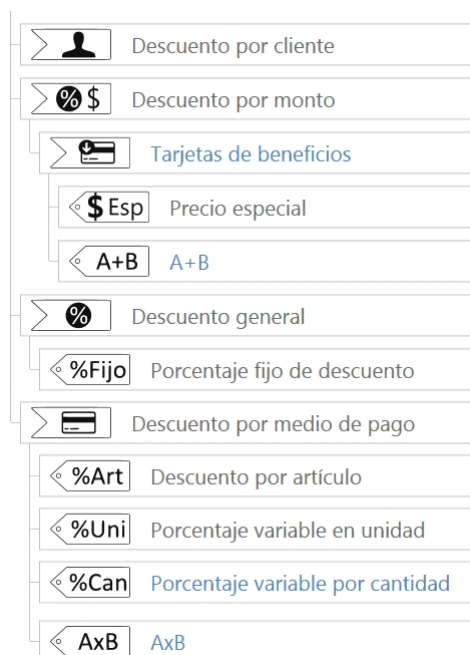 Descuento por cliente
% $ Descuento por monto
Tarjetas de beneficios
$ Esp Precio especial
A+B A+B
% Descuento general
%Fijo Porcentaje fijo de descuento
Descuento por medio de pago
%Art Descuento por artículo
%Uni Porcentaje variable en unidad
%Can Porcentaje variable por cantidad
AxB AxB